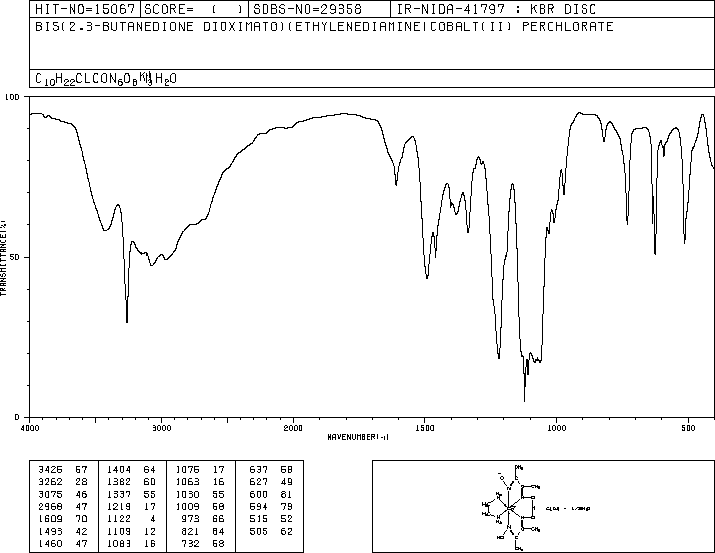 HIT-NO=15067 SCORE= ( ) SDBS-NO=29358 IR-NIDA-41797 : KBR DISC
BIS(2,3-BUTANEDIONE DIOXIMATO)(ETHYLENEDIAMINE)COBALT(II) PERCHLORATE
C10H22CLCON6O8
H2O
100
50
0
TRANSMITTANCE(%)
4000 3000 2000 1500 1000 500
WAVENUMBER(-1)
3426 57 1404 64 1076 17 637 68
3262 28 1382 60 1063 16 627 49
3075 46 1337 55 1030 55 600 81
2968 47 1219 17 1009 58 594 79
1609 70 1122 4 973 66 515 52
1493 42 1109 12 821 84 505 62
1460 47 1083 16 732 58